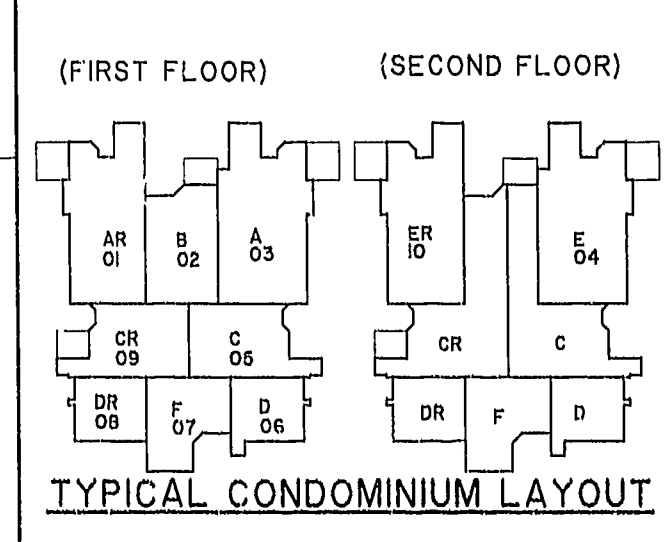 (FIRST FLOOR)
(SECOND FLOOR)
AR
01
B
02
A
03
CR
09
C
05
DR
08
F
07
D
06
ER
10
E
04
CR
C
DR
F
D
TYPICAL CONDOMINIUM LAYOUT